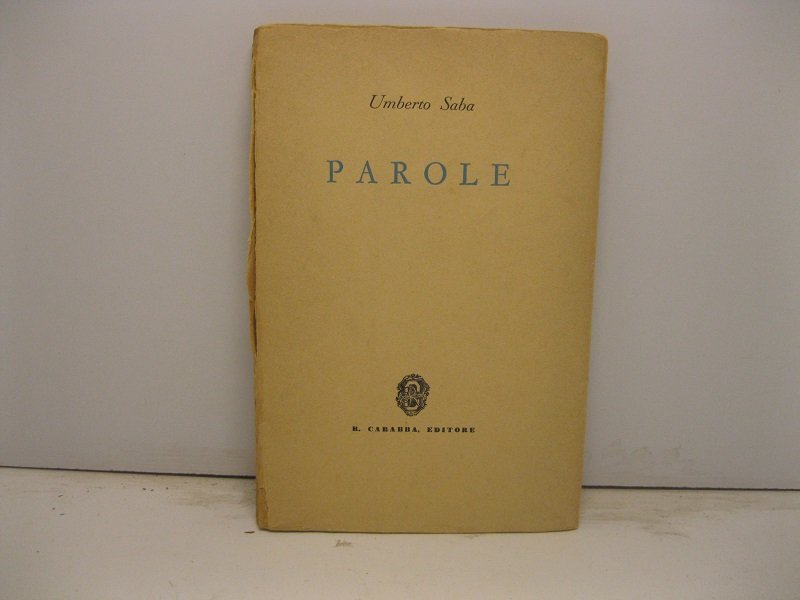 Umberto Saba
PAROLE
R. CARABBA, EDITORE